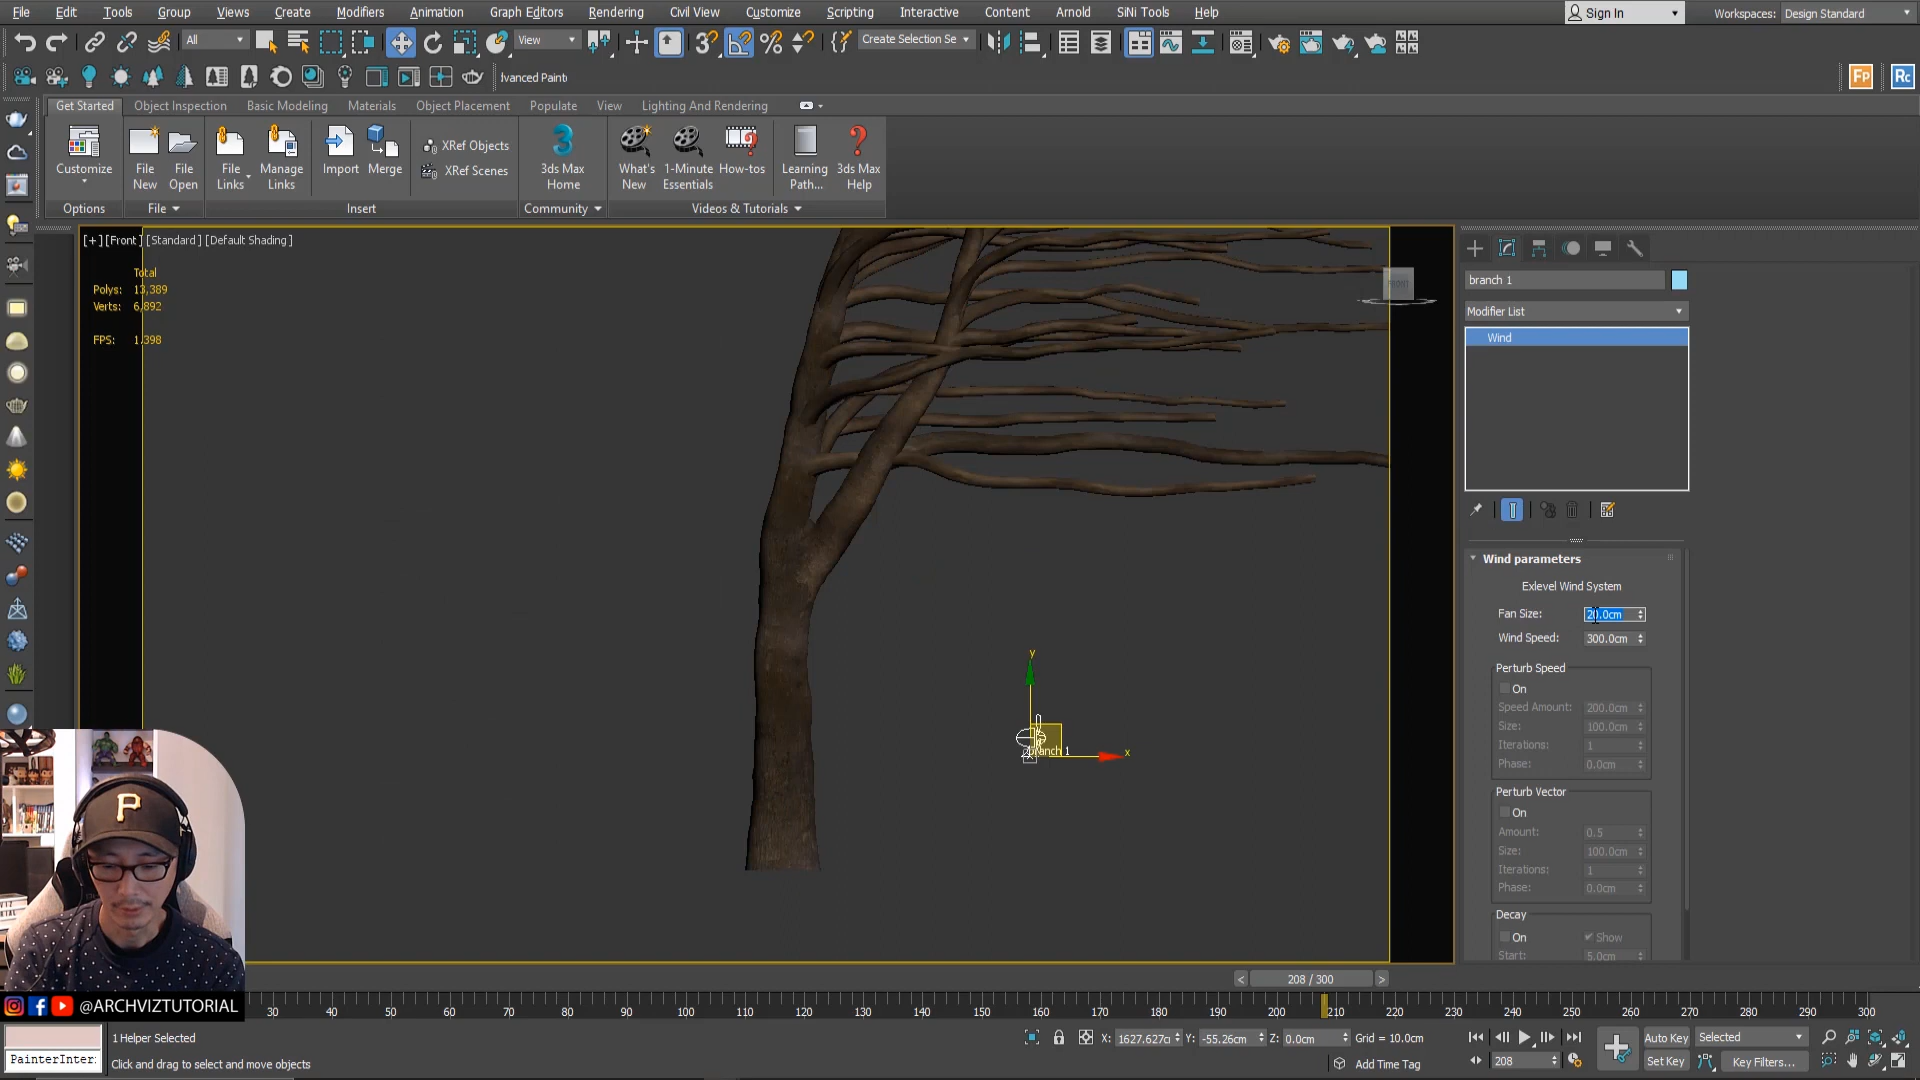 File Edit Tools Group Views Create Modifiers Animation Graph Editors Rendering Civil View Customize Scripting Interactive Content Arnold SiNi Tools Help Sign In Workspaces: Design Standard
All View Create Selection Se
Advanced Paint Fp Rc
Get Started Object Inspection Basic Modeling Materials Object Placement Populate View Lighting And Rendering
Customize File New File Open File Links Manage Links Import Merge XRef Objects XRef Scenes 3ds Max Home What's New 1-Minute Essentials How-tos Learning Path... 3ds Max Help
Options File Insert Community Videos & Tutorials
[+] [Front] [Standard] [Default Shading]
Total
Polys: 13,389
Verts: 6,892
FPS: 1.398
FRONT
branch 1
y
x
branch 1
Modifier List
Wind
Wind parameters
Exlevel Wind System
Fan Size: 20.0cm
Wind Speed: 300.0cm
Perturb Speed
On
Speed Amount: 200.0cm
Size: 100.0cm
Iterations: 1
Phase: 0.0cm
Perturb Vector
On
Amount: 0.5
Size: 100.0cm
Iterations: 1
Phase: 0.0cm
Decay
On Show
Start: 5.0cm
P
< 208 / 300 >
@ARCHVIZTUTORIAL
30 40 50 60 70 80 90 100 110 120 130 140 150 160 170 180 190 200 210 220 230 240 250 260 270 280 290 300
1 Helper Selected X: 1627.627c Y: -55.26cm Z: 0.0cm Grid = 10.0cm Auto Key Selected
PainterInter: Click and drag to select and move objects Add Time Tag 208 Set Key Key Filters...